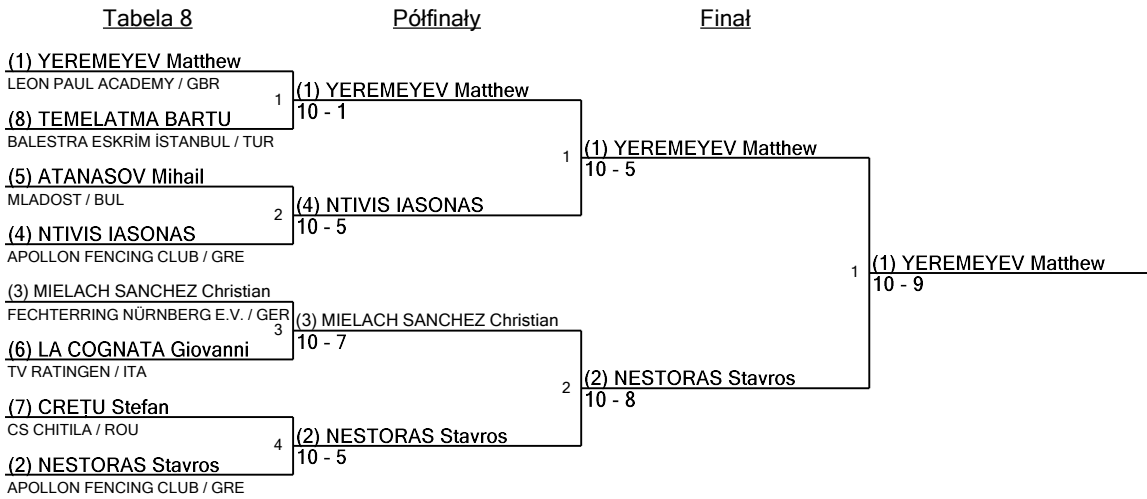 Tabela 8
Półfinały
Finał
(1) YEREMEYEV Matthew
LEON PAUL ACADEMY / GBR
1
(8) TEMELATMA BARTU
BALESTRA ESKRİM İSTANBUL / TUR
(5) ATANASOV Mihail
MLADOST / BUL
2
(4) NTIVIS IASONAS
APOLLON FENCING CLUB / GRE
(3) MIELACH SANCHEZ Christian
FECHTERRING NÜRNBERG E.V. / GER
3
(6) LA COGNATA Giovanni
TV RATINGEN / ITA
(7) CREȚU Stefan
CS CHITILA / ROU
4
(2) NESTORAS Stavros
APOLLON FENCING CLUB / GRE
(1) YEREMEYEV Matthew
10 - 1
1
(4) NTIVIS IASONAS
10 - 5
(3) MIELACH SANCHEZ Christian
10 - 7
2
(2) NESTORAS Stavros
10 - 5
(1) YEREMEYEV Matthew
10 - 5
1
(2) NESTORAS Stavros
10 - 8
(1) YEREMEYEV Matthew
10 - 9